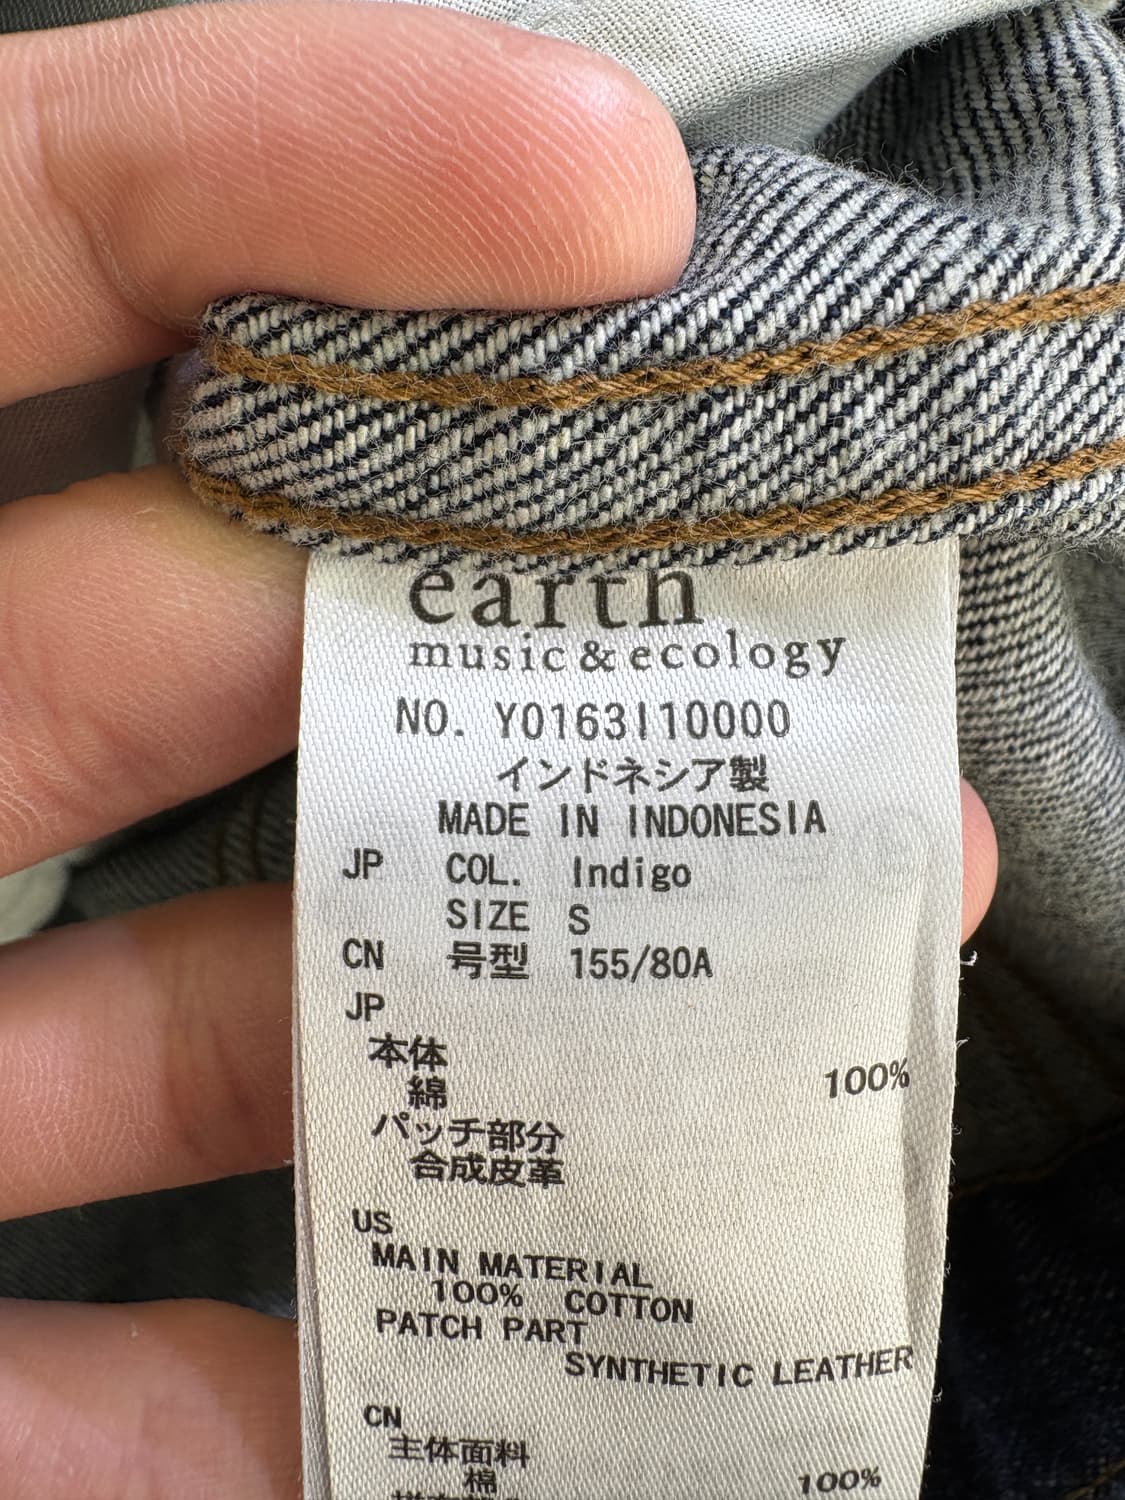 earth
music & ecology
NO. Y0163I10000
インドネシア製
MADE IN INDONESIA
JP COL. Indigo
SIZE S
CN 号型 155/80A
JP
本体
綿 100%
パッチ部分
合成皮革
US
MAIN MATERIAL
100% COTTON
PATCH PART
SYNTHETIC LEATHER
CN
主体面料
棉 100%